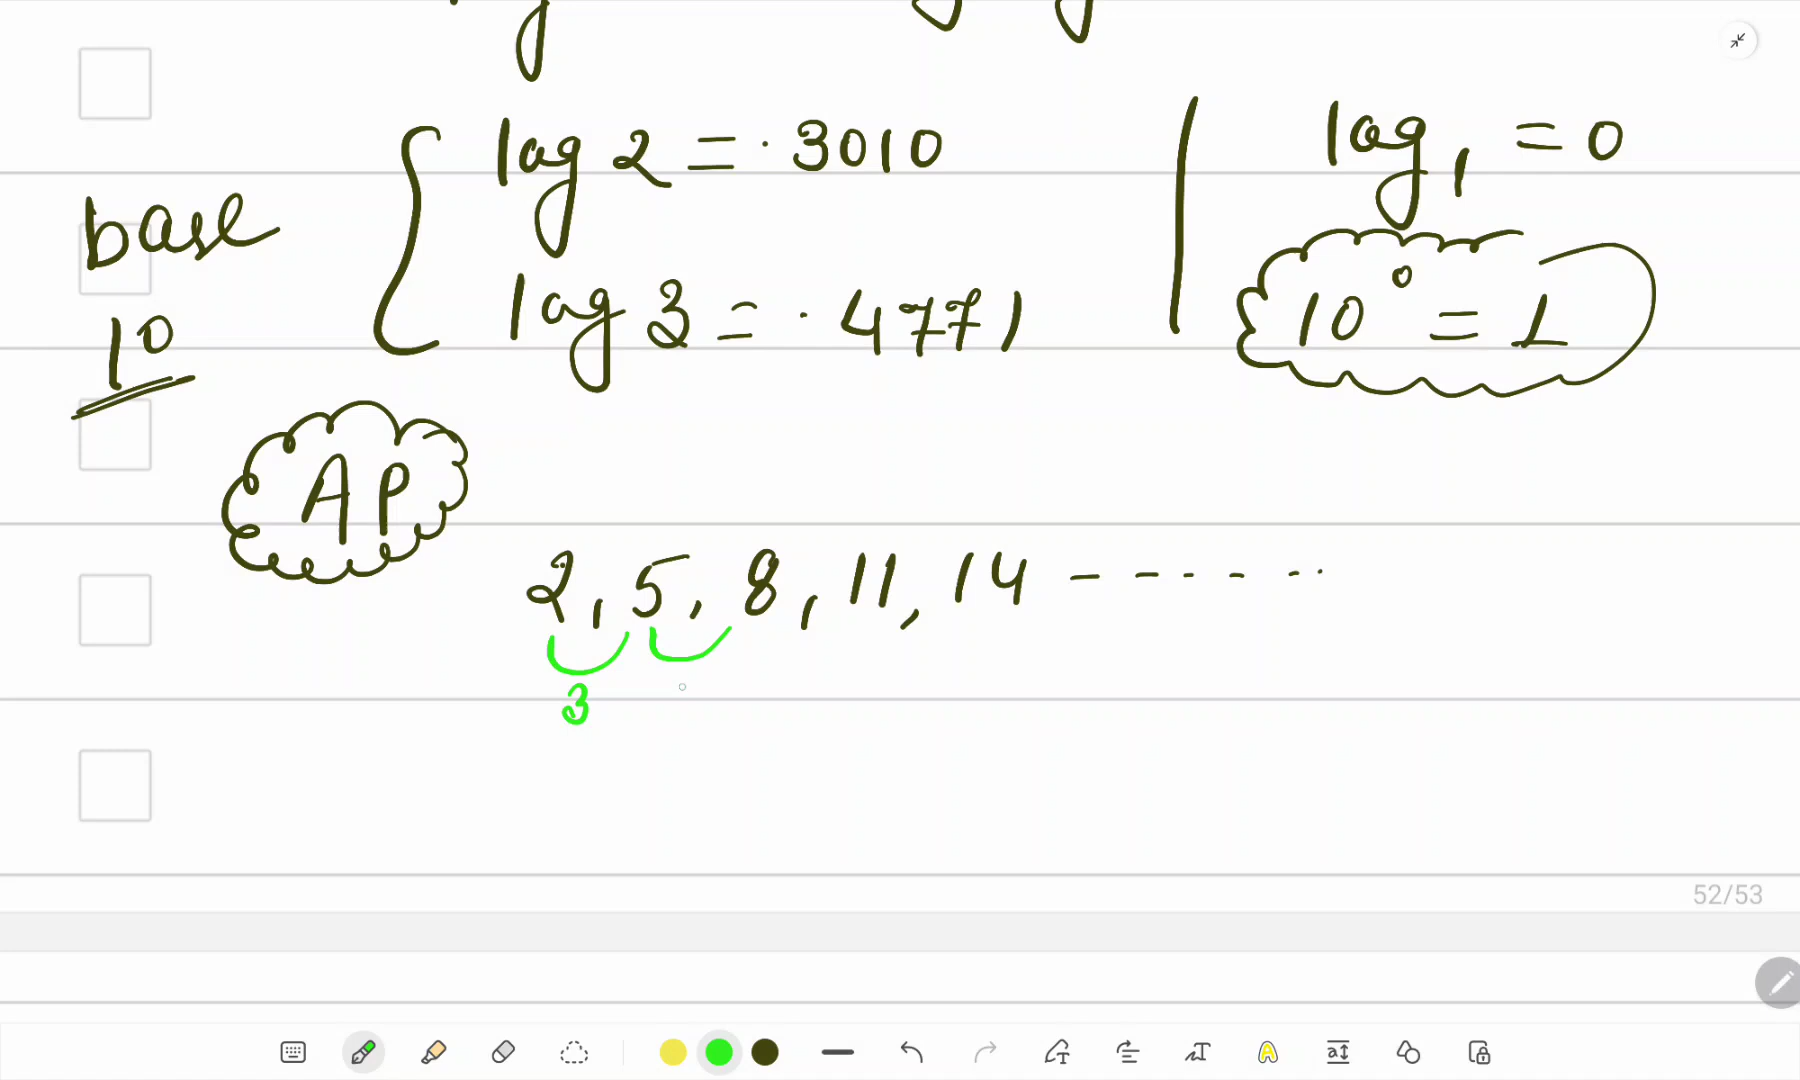 log 2 = .3010
log 1 = 0
base
10
log 3 = .4771
10⁰ = 1
AP
2, 5, 8, 11, 14 - - - - - -
3
52/53